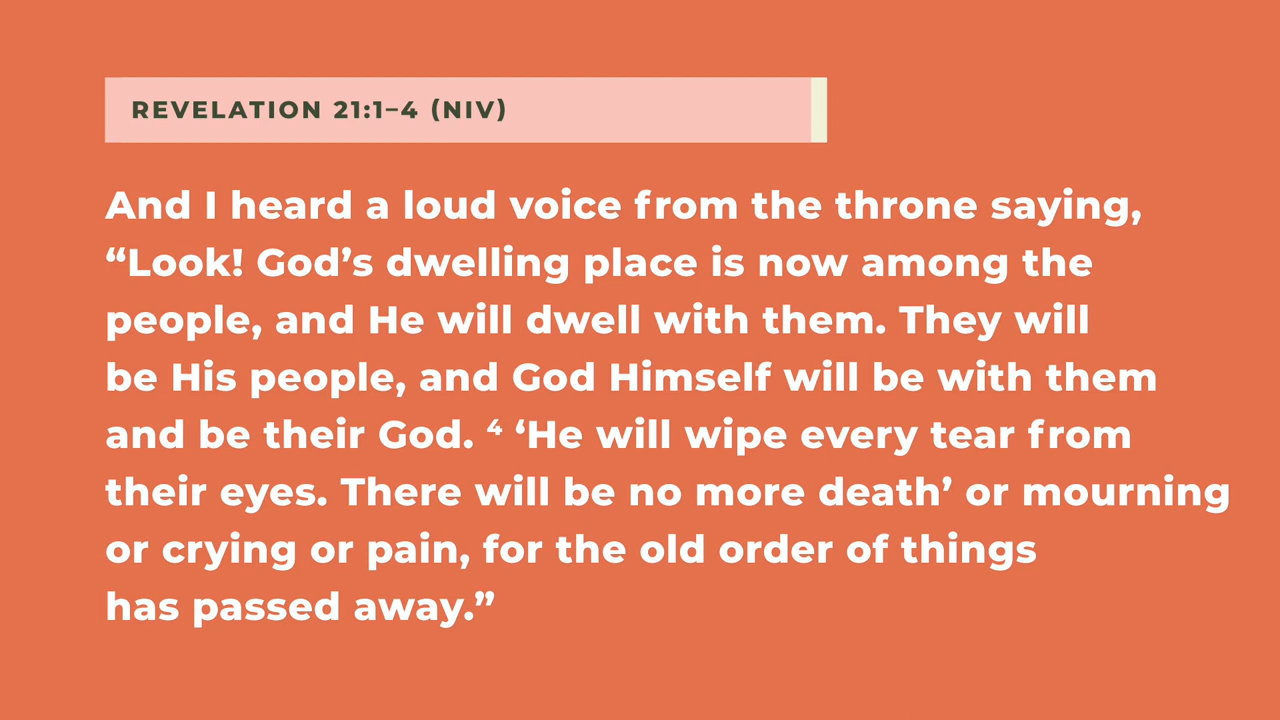 REVELATION 21:1–4 (NIV)
And I heard a loud voice from the throne saying,
“Look! God’s dwelling place is now among the
people, and He will dwell with them. They will
be His people, and God Himself will be with them
and be their God. ⁴ ‘He will wipe every tear from
their eyes. There will be no more death’ or mourning
or crying or pain, for the old order of things
has passed away.”